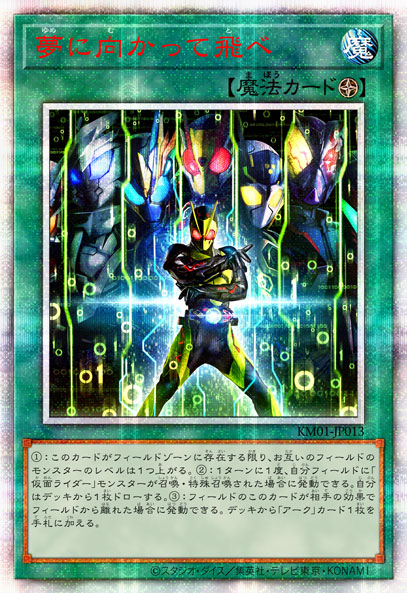 夢に向かって飛べ
魔
【魔法カード】
KM01-JP013
①：このカードがフィールドゾーンに存在する限り、お互いのフィールドの
モンスターのレベルは１つ上がる。②：１ターンに１度、自分フィールドに「
仮面ライダー」モンスターが召喚・特殊召喚された場合に発動できる。自分
はデッキから１枚ドローする。③：フィールドのこのカードが相手の効果で
フィールドから離れた場合に発動できる。デッキから「アーク」カード１枚を
手札に加える。
©スタジオ・ダイス／集英社・テレビ東京・KONAMI